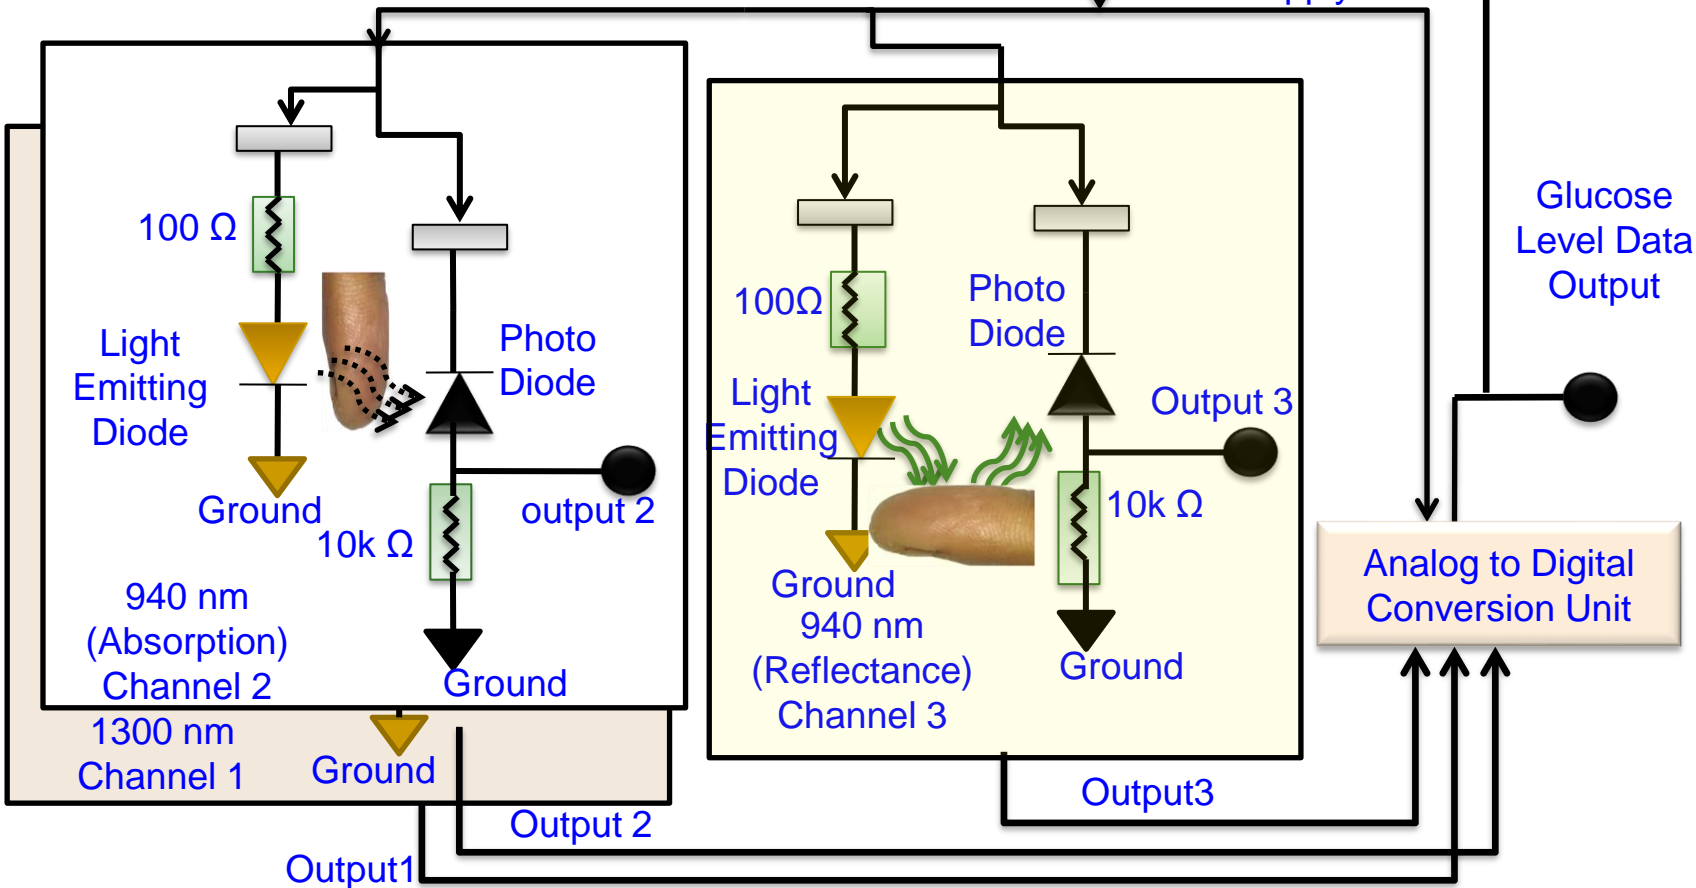 100 Ω
Light
Emitting
Diode
Ground
Photo
Diode
output 2
10k Ω
Ground
940 nm
(Absorption)
Channel 2
1300 nm
Channel 1
Ground
Output 2
Output1
100Ω
Light
Emitting
Diode
Ground
Photo
Diode
Output 3
10k Ω
Ground
940 nm
(Reflectance)
Channel 3
Output3
Glucose
Level Data
Output
Analog to Digital
Conversion Unit